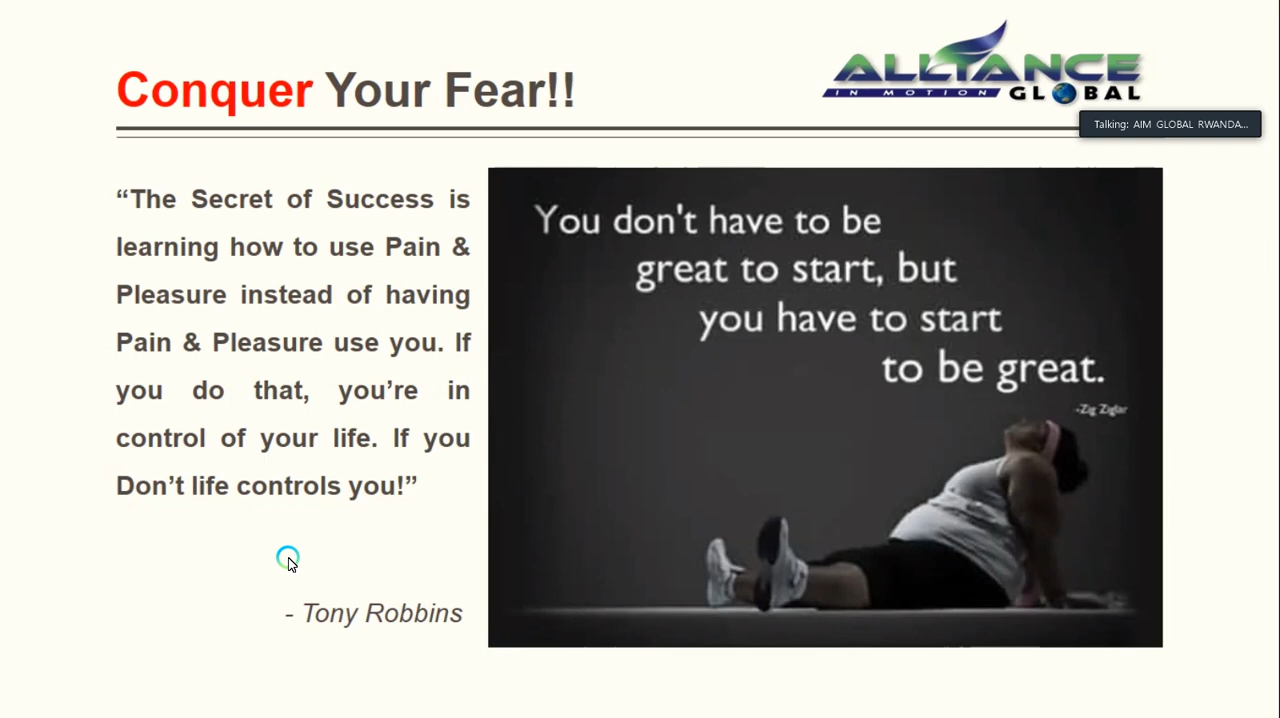 Conquer Your Fear!!
ALLIANCE
IN MOTION
GLOBAL
Talking: AIM GLOBAL RWANDA...
“The Secret of Success is
learning how to use Pain &
Pleasure instead of having
Pain & Pleasure use you. If
you do that, you’re in
control of your life. If you
Don’t life controls you!”
- Tony Robbins
You don't have to be
great to start, but
you have to start
to be great.
-Zig Ziglar